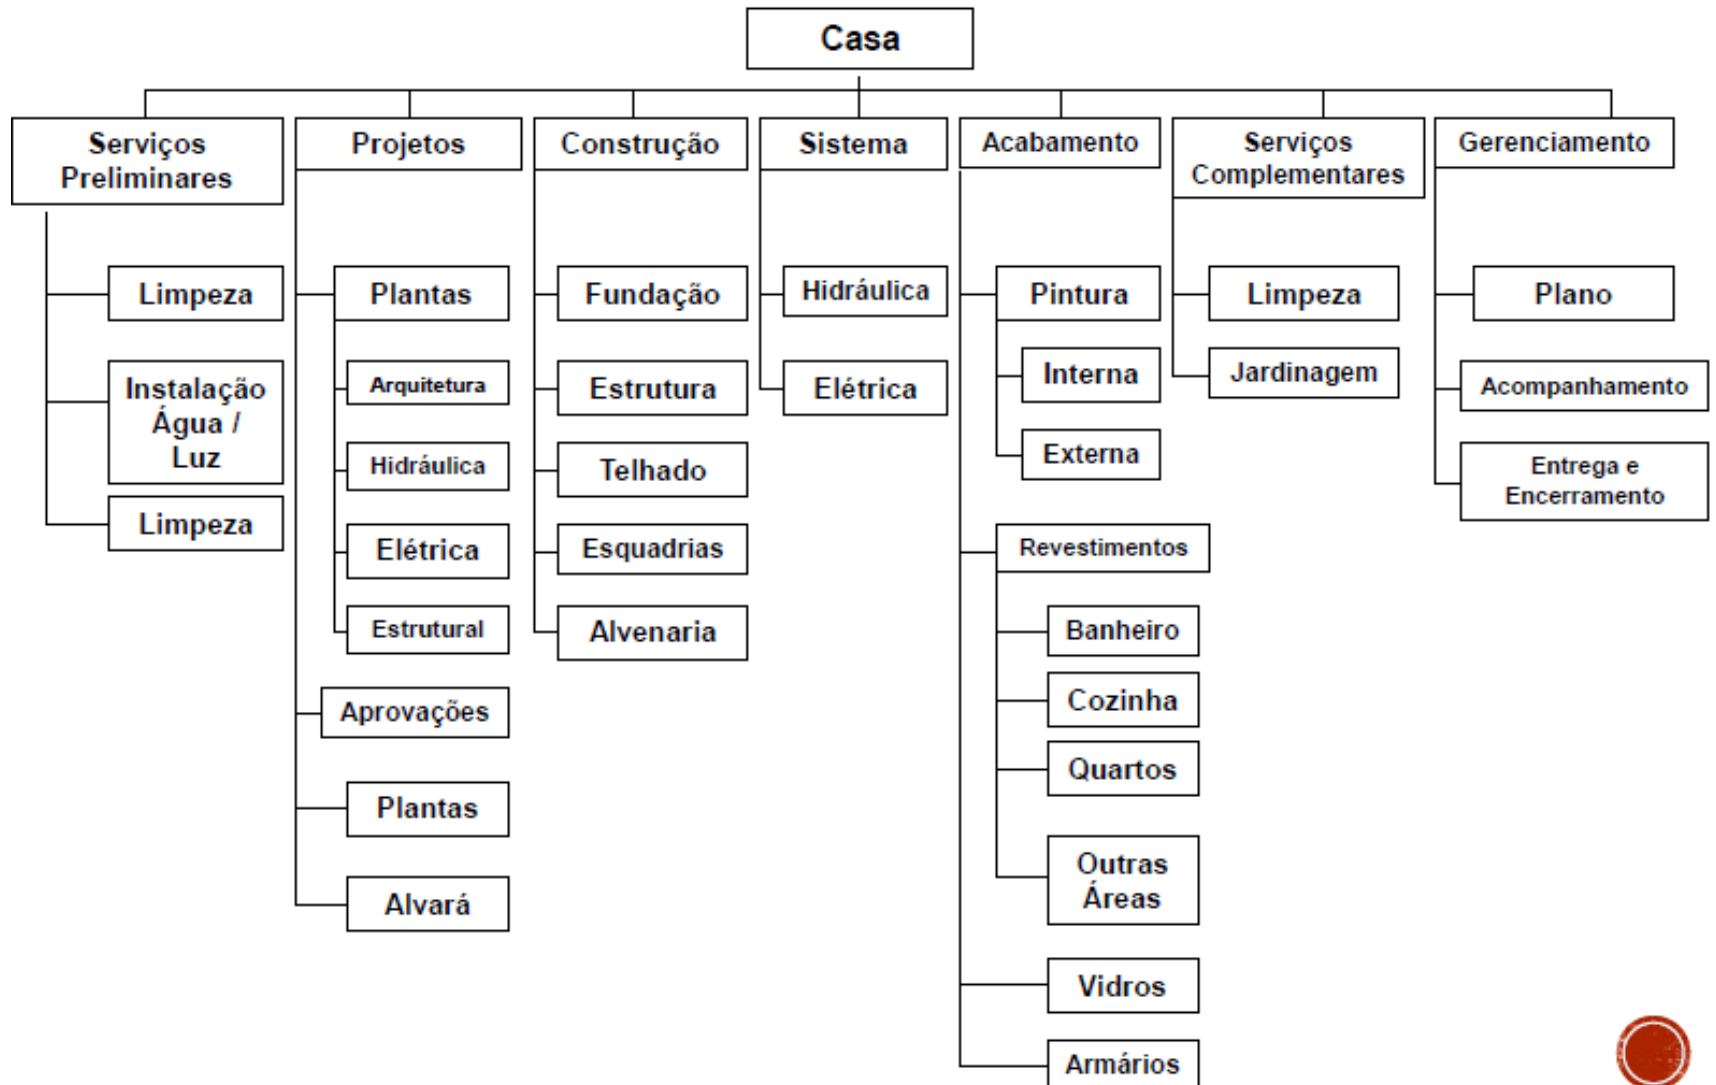 Casa
Serviços
Preliminares
Limpeza
Instalação
Água /
Luz
Limpeza
Projetos
Plantas
Arquitetura
Hidráulica
Elétrica
Estrutural
Aprovações
Plantas
Alvará
Construção
Fundação
Estrutura
Telhado
Esquadrias
Alvenaria
Sistema
Hidráulica
Elétrica
Acabamento
Pintura
Interna
Externa
Revestimentos
Banheiro
Cozinha
Quartos
Outras
Áreas
Vidros
Armários
Serviços
Complementares
Limpeza
Jardinagem
Gerenciamento
Plano
Acompanhamento
Entrega e
Encerramento